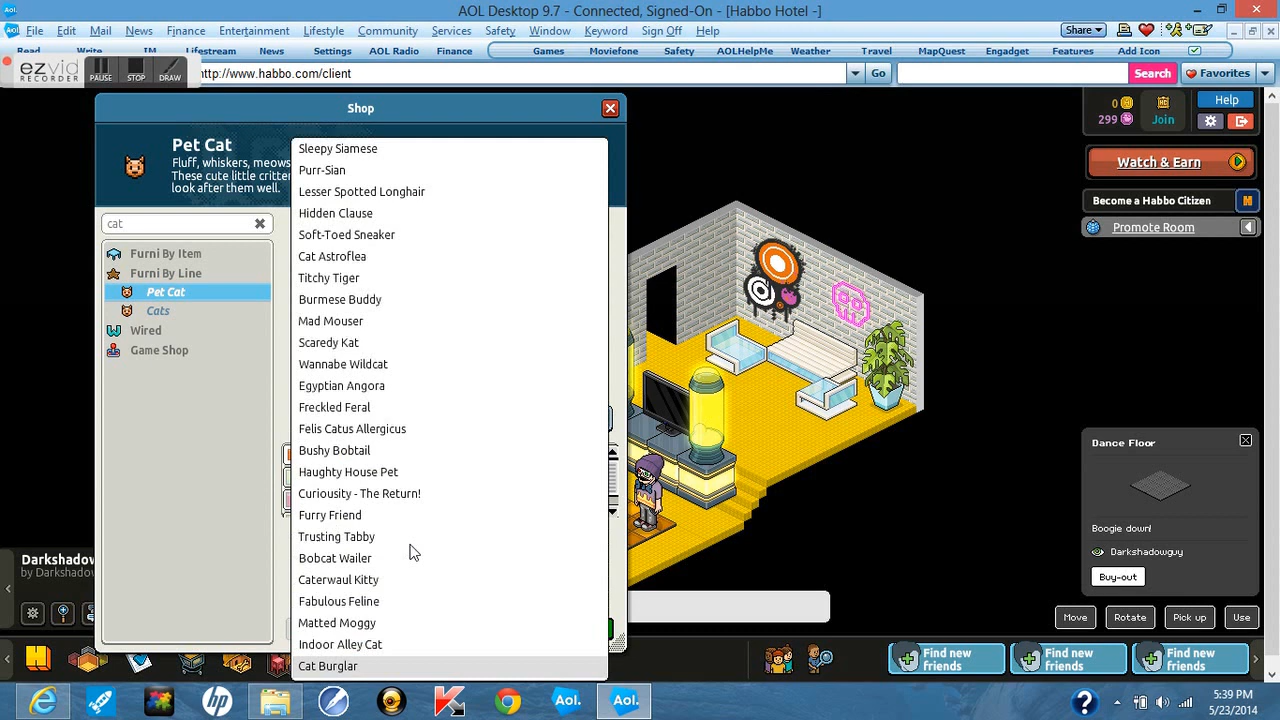 AOL Desktop 9.7 - Connected, Signed-On - [Habbo Hotel -]
File Edit Mail News Finance Entertainment Lifestyle Community Services Safety Window Keyword Sign Off Help
Share
Read Write IM Lifestream News Settings AOL Radio Finance Games Moviefone Safety AOLHelpMe Weather Travel MapQuest Engadget Features Add Icon
ezvid
RECORDER
PAUSE STOP DRAW
http://www.habbo.com/client
Go
Search
Favorites
Shop
Pet Cat
Fluff, whiskers, meows
These cute little critter
look after them well.
cat
Furni By Item
Furni By Line
Pet Cat
Cats
Wired
Game Shop
Sleepy Siamese
Purr-Sian
Lesser Spotted Longhair
Hidden Clause
Soft-Toed Sneaker
Cat Astroflea
Titchy Tiger
Burmese Buddy
Mad Mouser
Scaredy Kat
Wannabe Wildcat
Egyptian Angora
Freckled Feral
Felis Catus Allergicus
Bushy Bobtail
Haughty House Pet
Curiousity - The Return!
Furry Friend
Trusting Tabby
Bobcat Wailer
Caterwaul Kitty
Fabulous Feline
Matted Moggy
Indoor Alley Cat
Cat Burglar
0
299
Join
Help
Watch & Earn
Become a Habbo Citizen
Promote Room
Dance Floor
Boogie down!
Darkshadowguy
Buy-out
Move Rotate Pick up Use
Darkshadow
by Darkshadow
Find new
friends
Find new
friends
Find new
friends
Aol.
Aol.
5:39 PM
5/23/2014